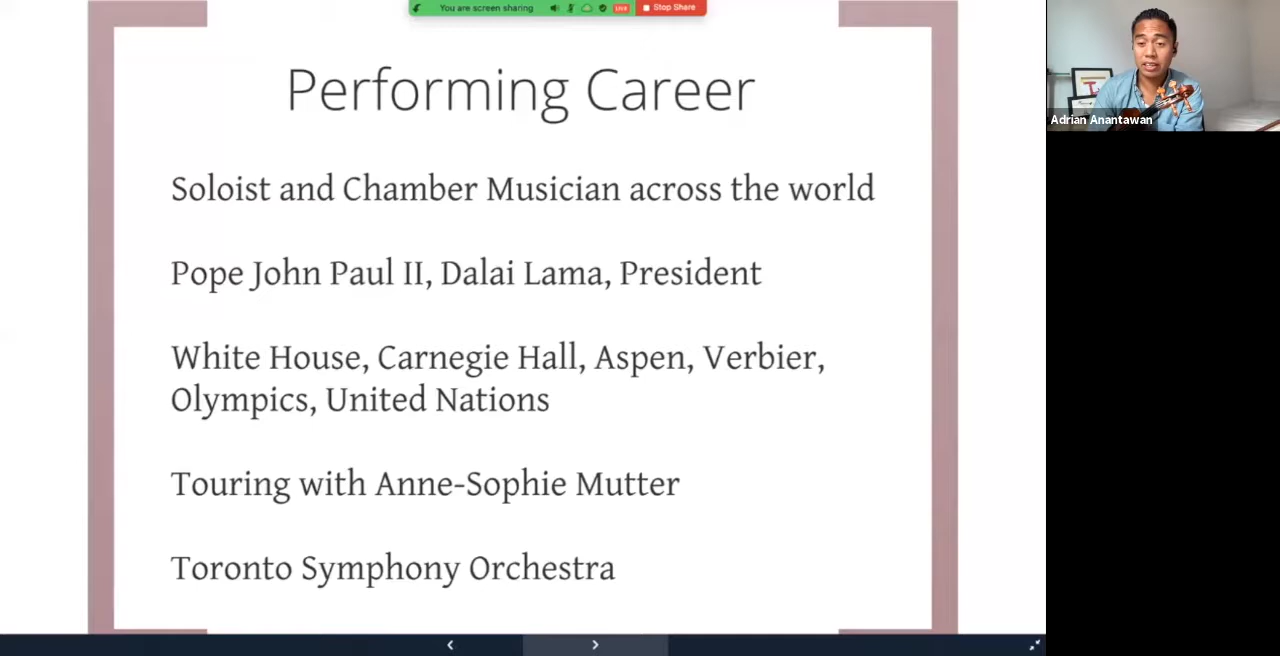 You are screen sharing
LIVE
Stop Share
Performing Career
Soloist and Chamber Musician across the world
Pope John Paul II, Dalai Lama, President
White House, Carnegie Hall, Aspen, Verbier,
Olympics, United Nations
Touring with Anne-Sophie Mutter
Toronto Symphony Orchestra
Adrian Anantawan